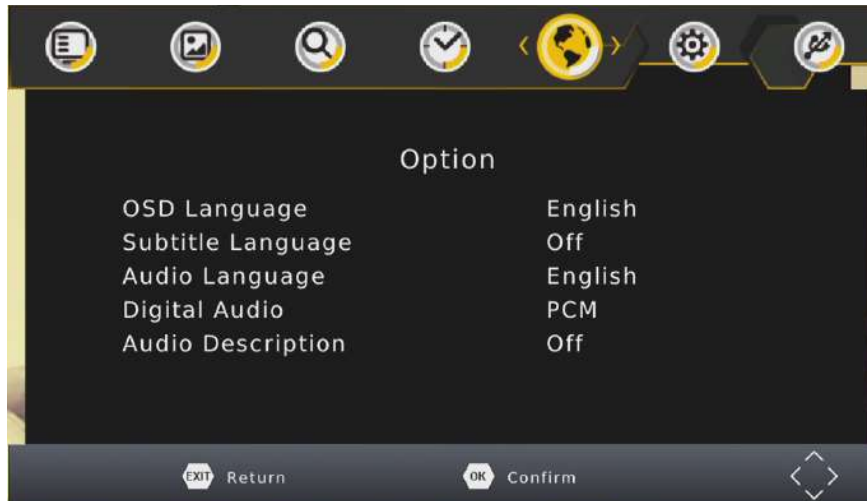 Option
OSD Language English
Subtitle Language Off
Audio Language English
Digital Audio PCM
Audio Description Off
EXIT Return OK Confirm